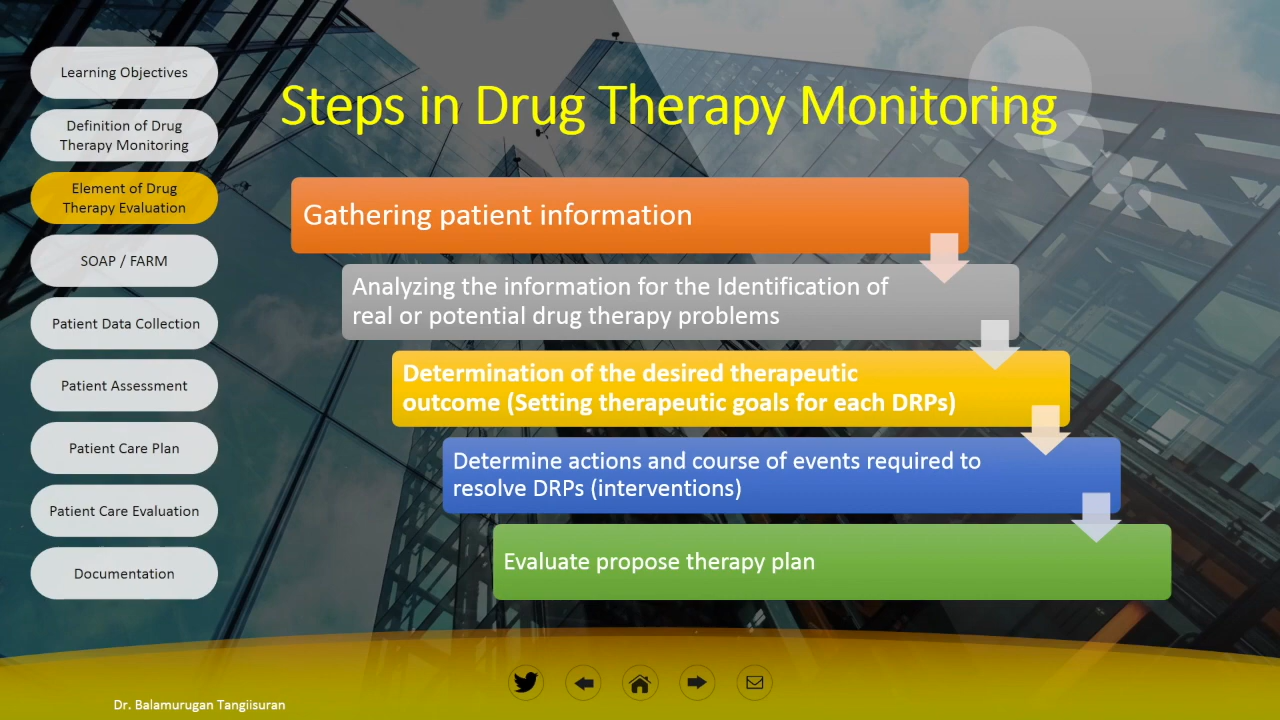 Steps in Drug Therapy Monitoring
Learning Objectives
Definition of Drug
Therapy Monitoring
Element of Drug
Therapy Evaluation
SOAP / FARM
Patient Data Collection
Patient Assessment
Patient Care Plan
Patient Care Evaluation
Documentation
Gathering patient information
Analyzing the information for the Identification of
real or potential drug therapy problems
Determination of the desired therapeutic
outcome (Setting therapeutic goals for each DRPs)
Determine actions and course of events required to
resolve DRPs (interventions)
Evaluate propose therapy plan
Dr. Balamurugan Tangiisuran